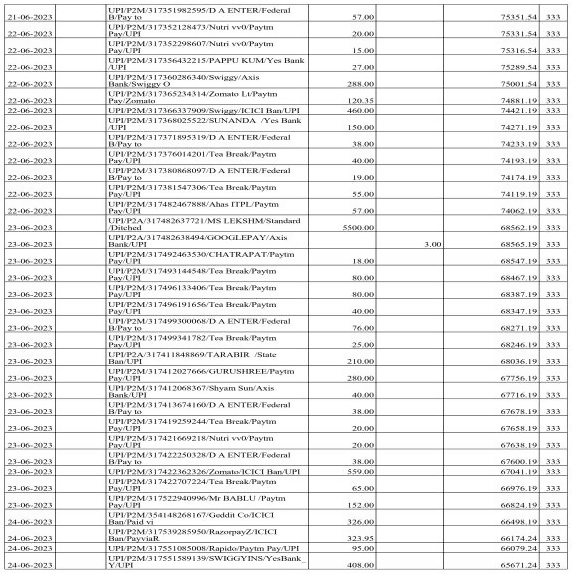 UPI/P2M/317351982595/D A ENTER/Federal
21-06-2023 B/Pay to 57.00 75351.54 333
UPI/P2M/317352128473/Nutri vv0/Paytm
22-06-2023 Pay/UPI 20.00 75331.54 333
UPI/P2M/317352298607/Nutri vv0/Paytm
22-06-2023 Pay/UPI 15.00 75316.54 333
UPI/P2M/317356432215/PAPPU KUM/Yes Bank
22-06-2023 /UPI 27.00 75289.54 333
UPI/P2M/317360286340/Swiggy/Axis
22-06-2023 Bank/Swiggy O 288.00 75001.54 333
UPI/P2M/317365234314/Zomato Lt/Paytm
22-06-2023 Pay/Zomato 120.35 74881.19 333
22-06-2023 UPI/P2M/317366337909/Swiggy/ICICI Ban/UPI 460.00 74421.19 333
UPI/P2M/317368025522/SUNANDA /Yes Bank
22-06-2023 /UPI 150.00 74271.19 333
UPI/P2M/317371895319/D A ENTER/Federal
22-06-2023 B/Pay to 38.00 74233.19 333
UPI/P2M/317376014201/Tea Break/Paytm
22-06-2023 Pay/UPI 40.00 74193.19 333
UPI/P2M/317380868097/D A ENTER/Federal
22-06-2023 B/Pay to 19.00 74174.19 333
UPI/P2M/317381547306/Tea Break/Paytm
22-06-2023 Pay/UPI 55.00 74119.19 333
UPI/P2M/317482467888/Ahas ITPL/Paytm
22-06-2023 Pay/UPI 57.00 74062.19 333
UPI/P2A/317482637721/MS LEKSHM/Standard
23-06-2023 /Ditched 5500.00 68562.19 333
UPI/P2A/317482638494/GOOGLEPAY/Axis
23-06-2023 Bank/UPI 3.00 68565.19 333
UPI/P2M/317492463530/CHATRAPAT/Paytm
23-06-2023 Pay/UPI 18.00 68547.19 333
UPI/P2M/317493144548/Tea Break/Paytm
23-06-2023 Pay/UPI 80.00 68467.19 333
UPI/P2M/317496133406/Tea Break/Paytm
23-06-2023 Pay/UPI 80.00 68387.19 333
UPI/P2M/317496191656/Tea Break/Paytm
23-06-2023 Pay/UPI 40.00 68347.19 333
UPI/P2M/317499300068/D A ENTER/Federal
23-06-2023 B/Pay to 76.00 68271.19 333
UPI/P2M/317499341782/Tea Break/Paytm
23-06-2023 Pay/UPI 25.00 68246.19 333
UPI/P2A/317411848869/TARABIR /State
23-06-2023 Ban/UPI 210.00 68036.19 333
UPI/P2M/317412027666/GURUSHREE/Paytm
23-06-2023 Pay/UPI 280.00 67756.19 333
UPI/P2M/317412068367/Shyam Sun/Axis
23-06-2023 Bank/UPI 40.00 67716.19 333
UPI/P2M/317413674160/D A ENTER/Federal
23-06-2023 B/Pay to 38.00 67678.19 333
UPI/P2M/317419259244/Tea Break/Paytm
23-06-2023 Pay/UPI 20.00 67658.19 333
UPI/P2M/317421669218/Nutri vv0/Paytm
23-06-2023 Pay/UPI 20.00 67638.19 333
UPI/P2M/317422250328/D A ENTER/Federal
23-06-2023 B/Pay to 38.00 67600.19 333
23-06-2023 UPI/P2M/317422362326/Zomato/ICICI Ban/UPI 559.00 67041.19 333
UPI/P2M/317422707224/Tea Break/Paytm
23-06-2023 Pay/UPI 65.00 66976.19 333
UPI/P2M/317522940996/Mr BABLU /Paytm
23-06-2023 Pay/UPI 152.00 66824.19 333
UPI/P2M/354148268167/Geddit Co/ICICI
24-06-2023 Ban/Paid vi 326.00 66498.19 333
UPI/P2M/317539285950/RazorpayZ/ICICI
24-06-2023 Ban/PayviaR 323.95 66174.24 333
24-06-2023 UPI/P2M/317551085008/Rapido/Paytm Pay/UPI 95.00 66079.24 333
UPI/P2M/317551589139/SWIGGYINS/YesBank_
24-06-2023 Y/UPI 408.00 65671.24 333